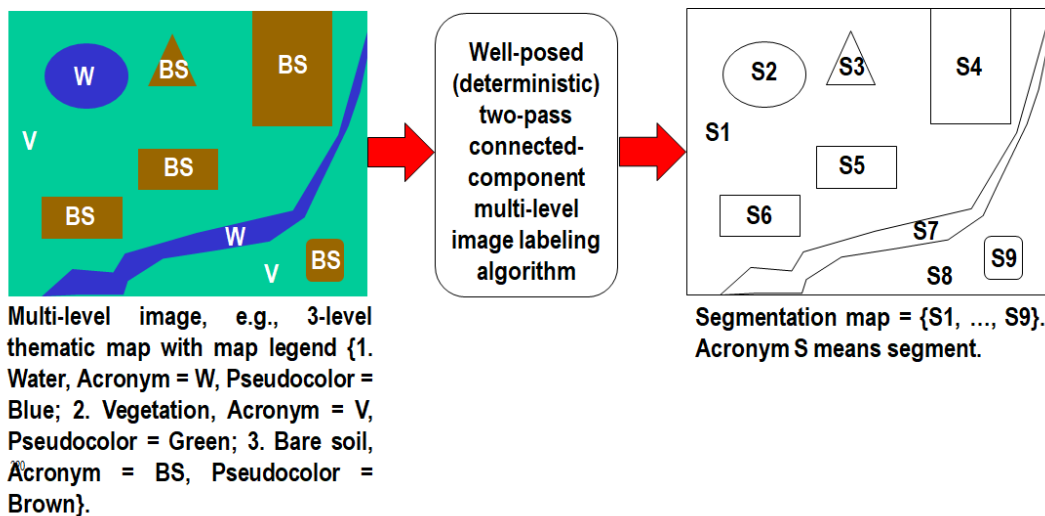 W
BS
BS
V
BS
BS
W
V
BS
Well-posed
(deterministic)
two-pass
connected-
component
multi-level
image labeling
algorithm
S2
S3
S4
S1
S5
S6
S7
S8
S9
Multi-level image, e.g., 3-level
thematic map with map legend {1.
Water, Acronym = W, Pseudocolor =
Blue; 2. Vegetation, Acronym = V,
Pseudocolor = Green; 3. Bare soil,
Acronym = BS, Pseudocolor =
Brown}.
Segmentation map = {S1, …, S9}.
Acronym S means segment.